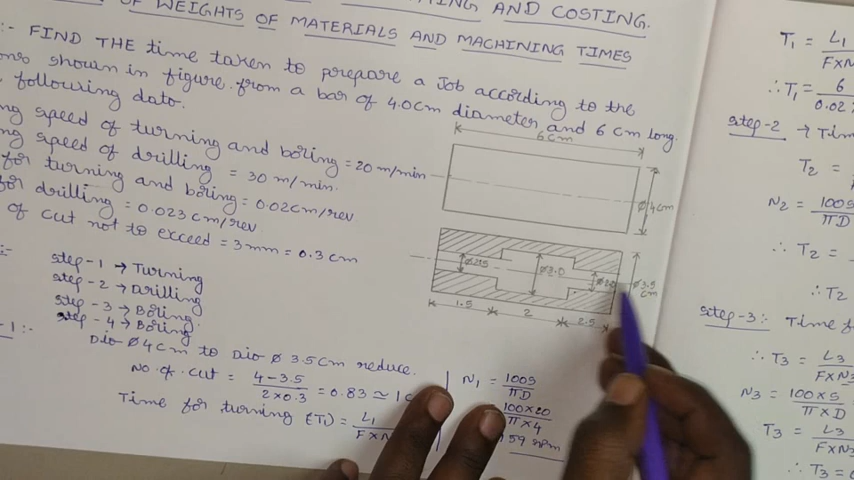 AND COSTING.
OF WEIGHTS OF MATERIALS AND MACHINING TIMES
:- FIND THE time taken to prepare a Job according to the
shown in figure. from a bar of 4.0cm diameter and 6 cm long.
following data.
speed of turning and boring = 20 m/min
speed of drilling = 30 m/min.
for turning and boring = 0.02cm/rev
for drilling = 0.023 cm/rev
of cut not to exceed = 3mm = 0.3 cm
step-1 → Turning
step-2 → Drilling
step-3 → Boring.
step-4 → Boring.
Dia Ø4cm to Dia Ø 3.5cm reduce.
No. of. cut = 4-3.5 / 2×0.3 = 0.83 ≃ 1
Time for turning (T1) = L1 / F×N
N1 = 100S / πD
100×20 / π×4
159 rpm
6cm
Ø4cm
Ø3.0
Ø3.5 cm
1.5
2
2.5
T1 = L1 / F×N
∴T1 = 6 / 0.02
step-2 → Tim
T2 =
N2 = 100S / πD
∴ T2 =
∴ T2
step-3:- Time f
∴ T3 = L3 / F×N3
N3 = 100×S / π×D
T3 = L3 / F×N
∴ T3 =